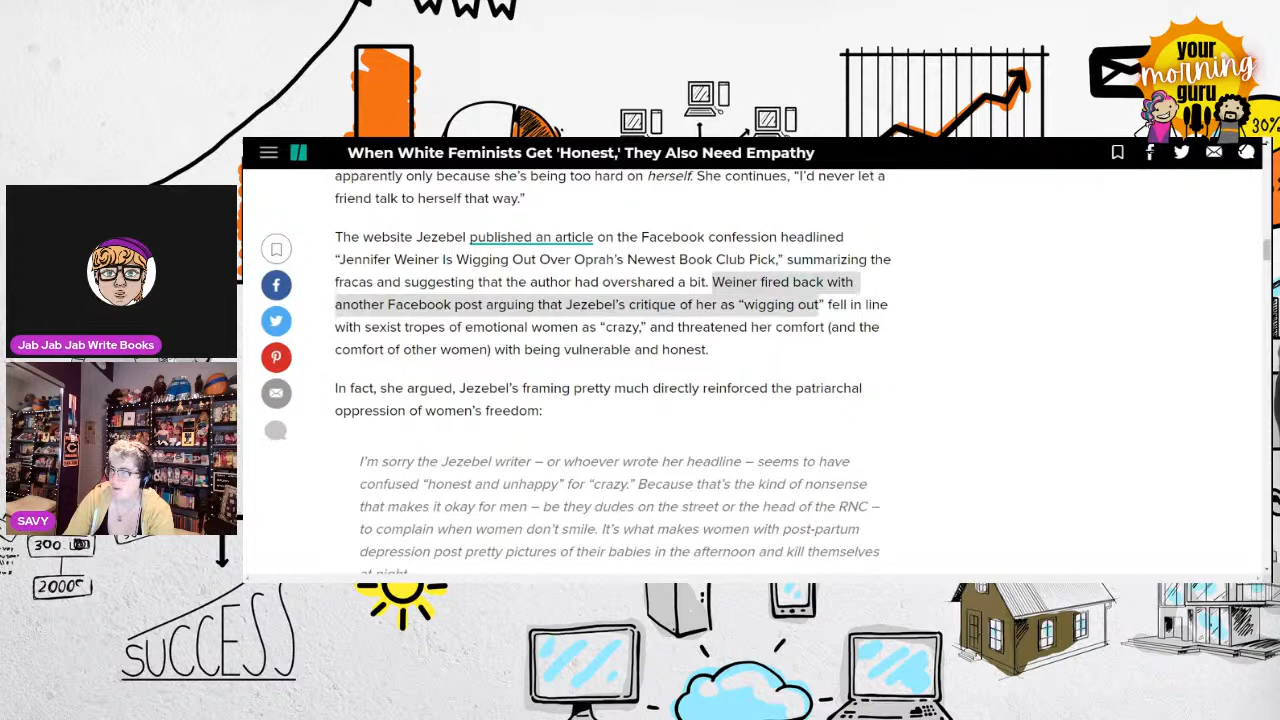 www
your
morning
guru
30%
When White Feminists Get 'Honest,' They Also Need Empathy
apparently only because she's being too hard on herself. She continues, “I'd never let a
friend talk to herself that way.”
The website Jezebel published an article on the Facebook confession headlined
“Jennifer Weiner Is Wigging Out Over Oprah's Newest Book Club Pick,” summarizing the
fracas and suggesting that the author had overshared a bit. Weiner fired back with
another Facebook post arguing that Jezebel's critique of her as “wigging out” fell in line
with sexist tropes of emotional women as “crazy,” and threatened her comfort (and the
comfort of other women) with being vulnerable and honest.
In fact, she argued, Jezebel's framing pretty much directly reinforced the patriarchal
oppression of women's freedom:
I'm sorry the Jezebel writer – or whoever wrote her headline – seems to have
confused “honest and unhappy” for “crazy.” Because that's the kind of nonsense
that makes it okay for men – be they dudes on the street or the head of the RNC –
to complain when women don't smile. It's what makes women with post-partum
depression post pretty pictures of their babies in the afternoon and kill themselves
at night.
Jab Jab Jab Write Books
SAVY
300
2000
SUCCESS